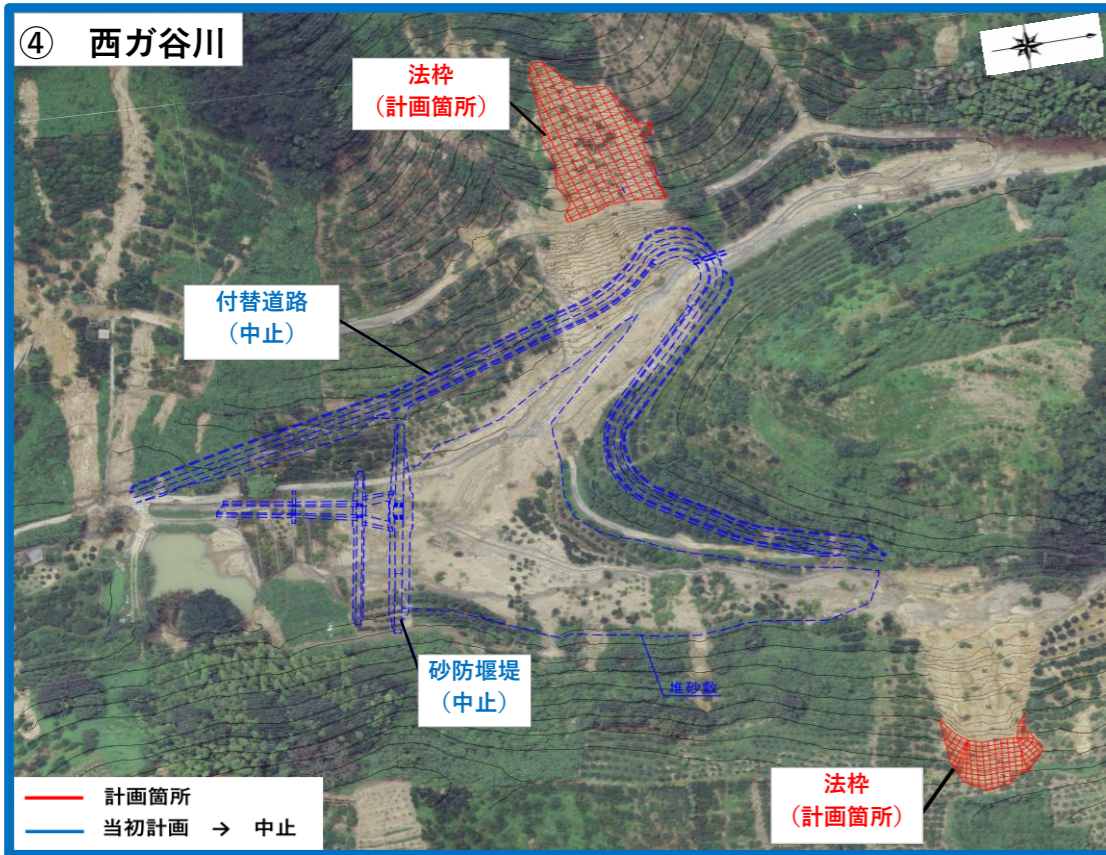 ④ 西ガ谷川
法枠
（計画箇所）
付替道路
（中止）
砂防堰堤
（中止）
堆砂敷
法枠
（計画箇所）
計画箇所
当初計画 → 中止